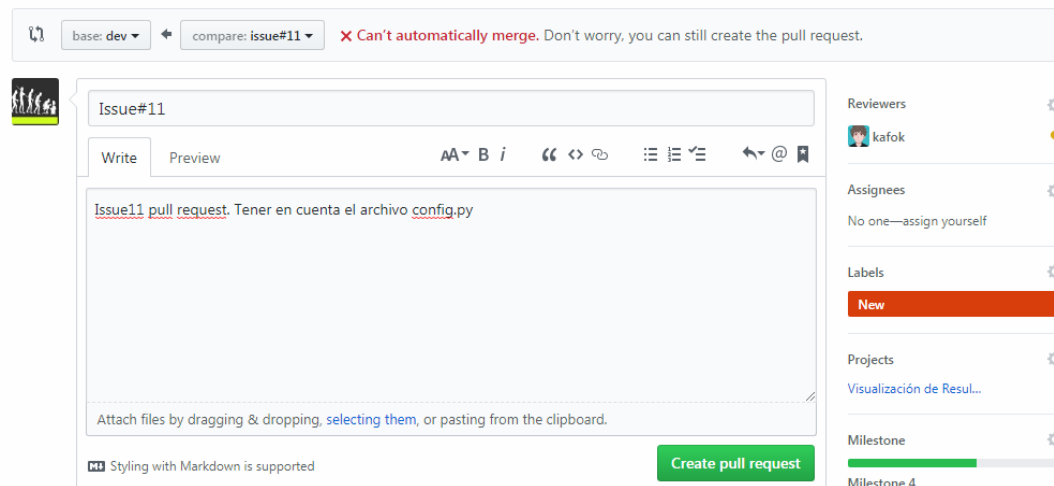 base: dev compare: issue#11 Can't automatically merge. Don't worry, you can still create the pull request.
Issue#11
Write Preview AA B i @
Issue11 pull request. Tener en cuenta el archivo config.py
Attach files by dragging & dropping, selecting them, or pasting from the clipboard.
Styling with Markdown is supported
Create pull request
Reviewers
kafok
Assignees
No one—assign yourself
Labels
New
Projects
Visualización de Resul...
Milestone
Milestone 4